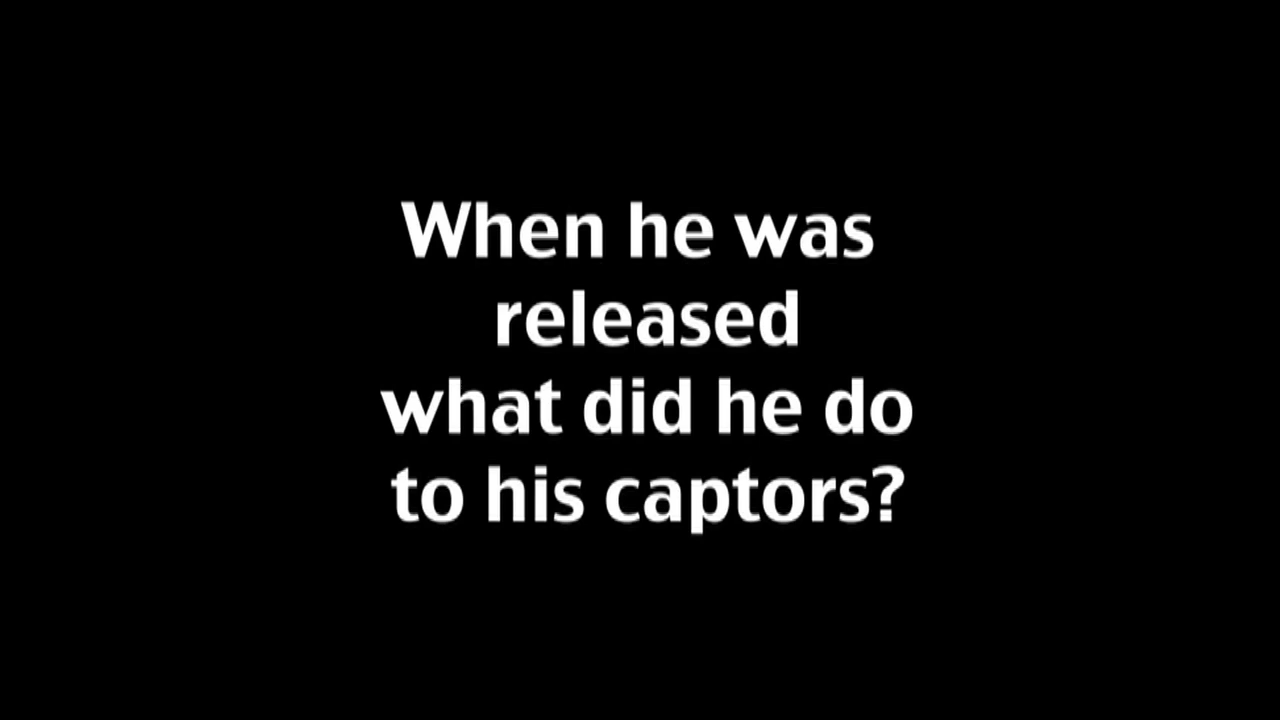 When he was
released
what did he do
to his captors?